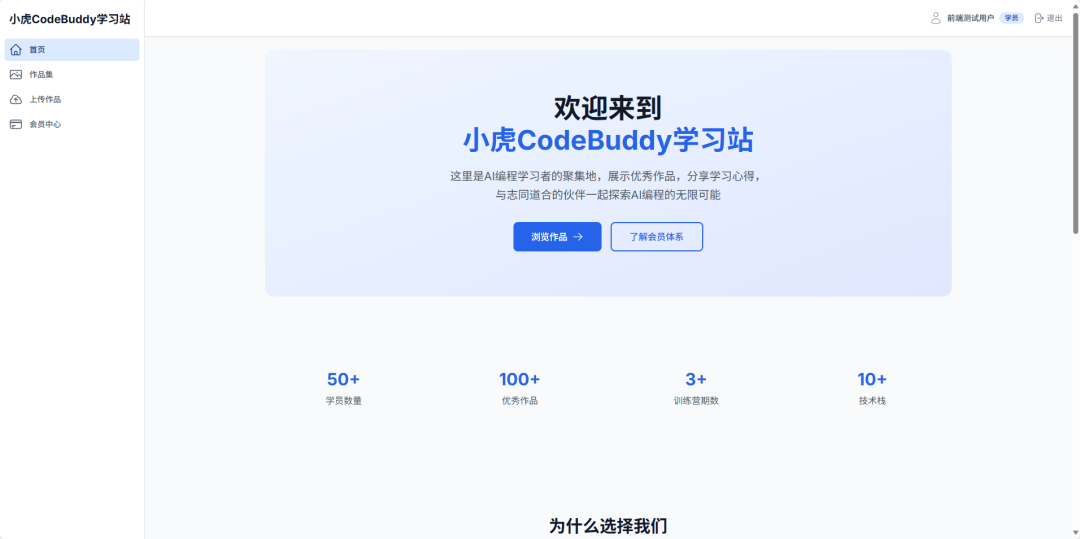 小虎CodeBuddy学习站
首页
作品集
上传作品
会员中心
前端测试用户 学员 退出
欢迎来到
小虎CodeBuddy学习站
这里是AI编程学习者的聚集地，展示优秀作品，分享学习心得，
与志同道合的伙伴一起探索AI编程的无限可能
浏览作品 → 了解会员体系
50+ 100+ 3+ 10+
学员数量 优秀作品 训练营期数 技术栈
为什么选择我们